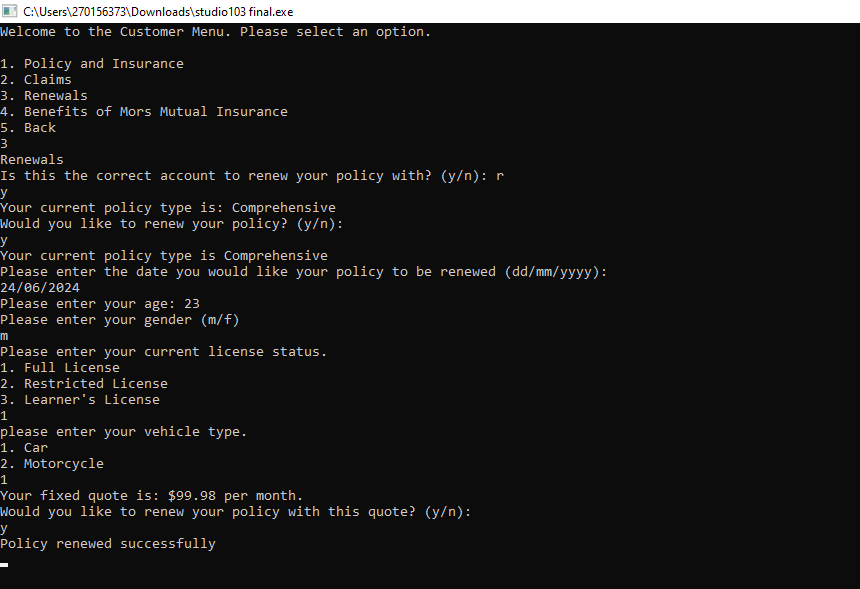 C:\Users\270156373\Downloads\studio103 final.exe
Welcome to the Customer Menu. Please select an option.
1. Policy and Insurance
2. Claims
3. Renewals
4. Benefits of Mors Mutual Insurance
5. Back
3
Renewals
Is this the correct account to renew your policy with? (y/n): r
y
Your current policy type is: Comprehensive
Would you like to renew your policy? (y/n):
y
Your current policy type is Comprehensive
Please enter the date you would like your policy to be renewed (dd/mm/yyyy):
24/06/2024
Please enter your age: 23
Please enter your gender (m/f)
m
Please enter your current license status.
1. Full License
2. Restricted License
3. Learner's License
1
please enter your vehicle type.
1. Car
2. Motorcycle
1
Your fixed quote is: $99.98 per month.
Would you like to renew your policy with this quote? (y/n):
y
Policy renewed successfully